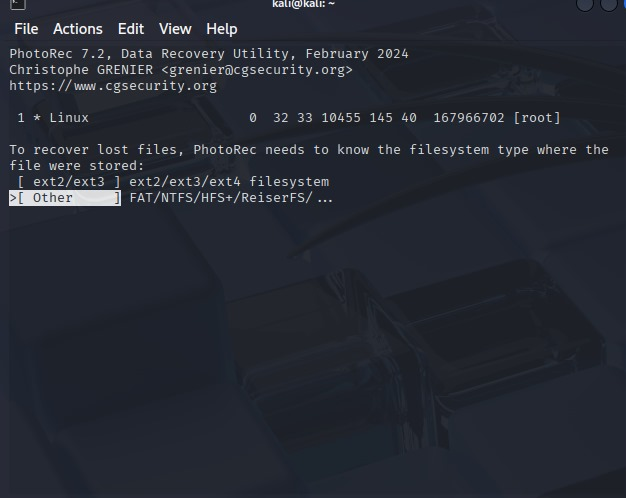 kali@kali: ~
File Actions Edit View Help
PhotoRec 7.2, Data Recovery Utility, February 2024
Christophe GRENIER <grenier@cgsecurity.org>
https://www.cgsecurity.org
1 * Linux                    0  32 33 10455 145 40  167966702 [root]
To recover lost files, PhotoRec needs to know the filesystem type where the
file were stored:
[ ext2/ext3 ] ext2/ext3/ext4 filesystem
>[ Other     ] FAT/NTFS/HFS+/ReiserFS/...